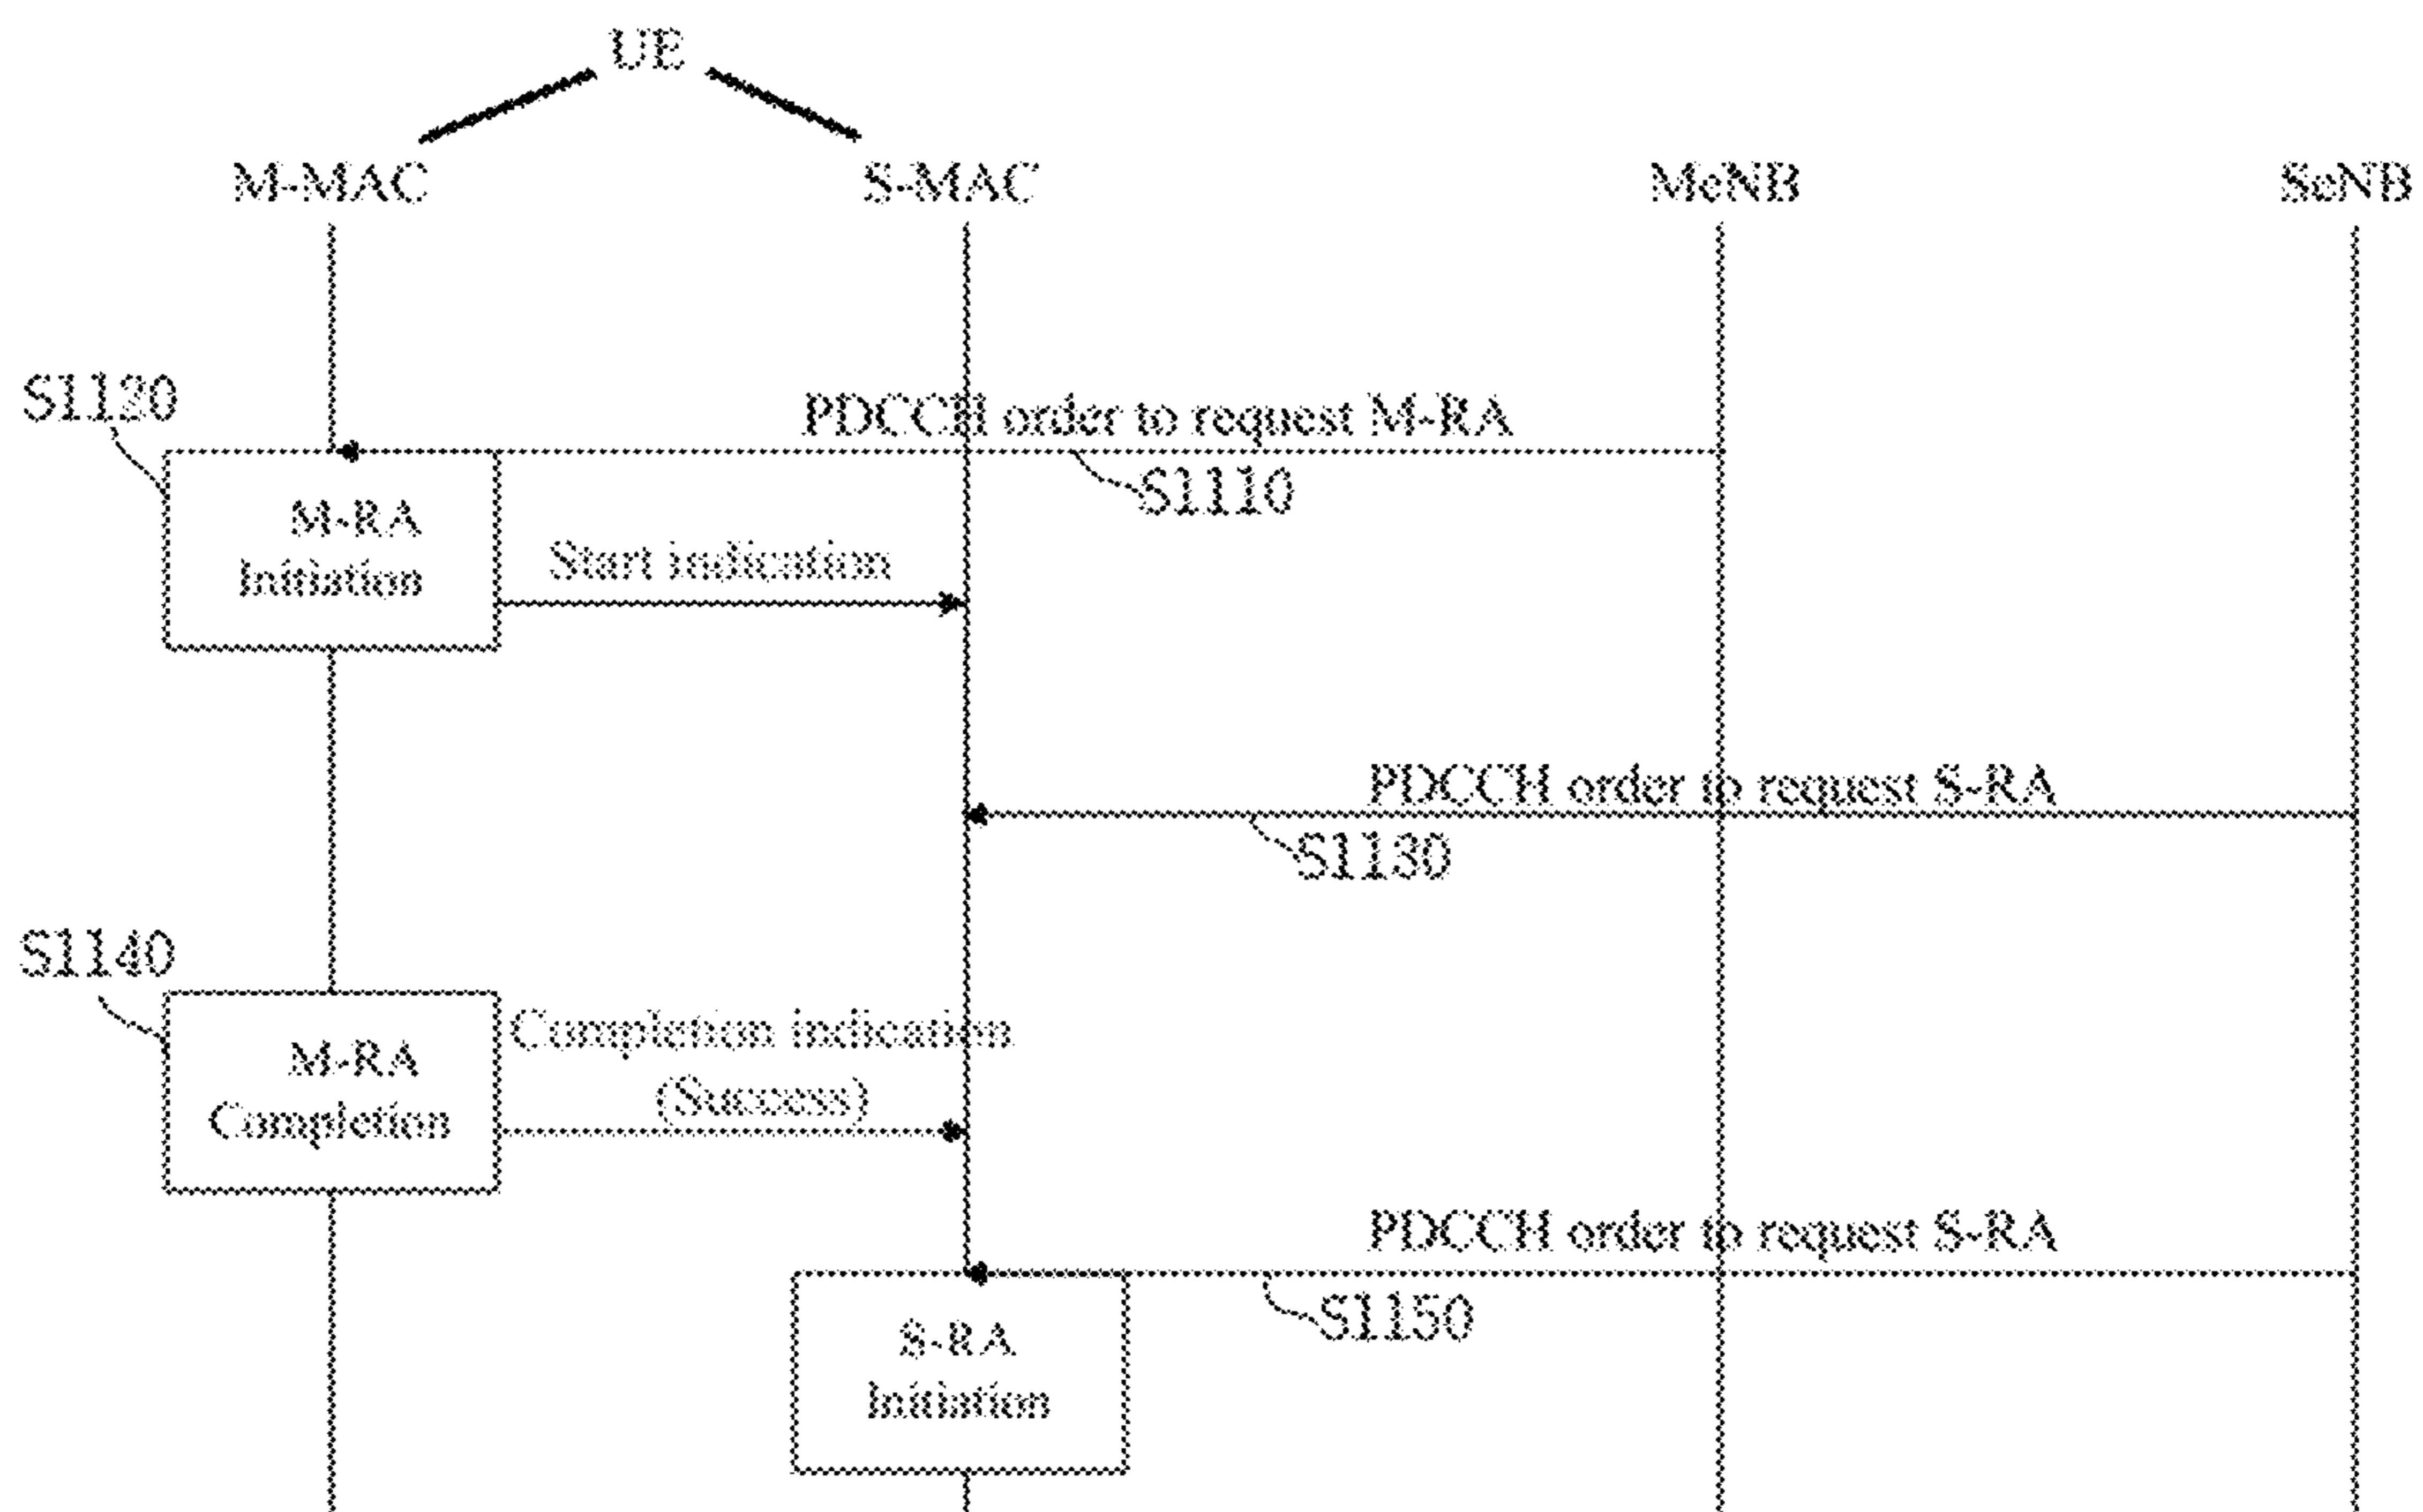 UE
M-MAC
S-MAC
MeNB
SeNB
S1120
PDCCH order to request M-RA
S1110
M-RA
Initiation
Start indication
PDCCH order to request S-RA
S1130
S1140
M-RA
Completion
Completion indication
(Success)
PDCCH order to request S-RA
S1150
S-RA
Initiation